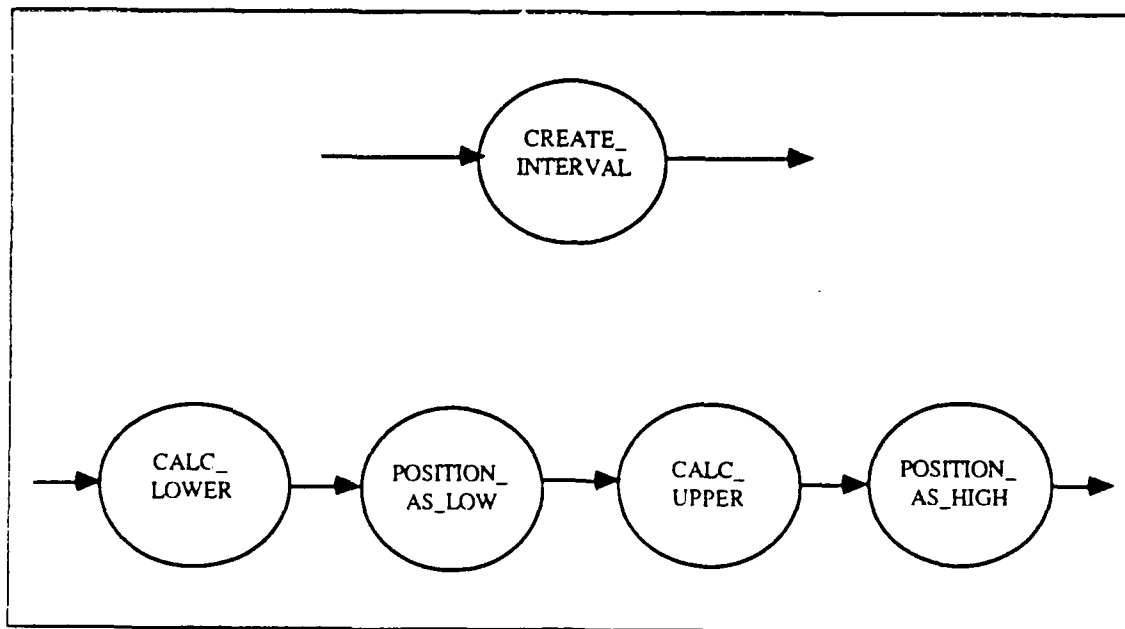 CREATE_
INTERVAL
CALC_
LOWER
POSITION_
AS_LOW
CALC_
UPPER
POSITION_
AS_HIGH